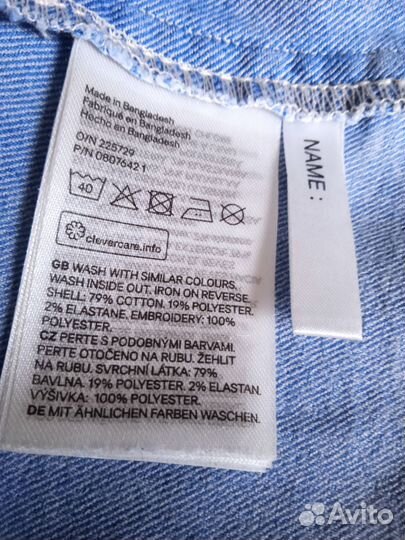 Made in Bangladesh
Fabriqué en Bangladesh
Hecho en Bangladesh
O/N 225729
P/N 0807642 1
40
clevercare.info
GB WASH WITH SIMILAR COLOURS.
WASH INSIDE OUT. IRON ON REVERSE.
SHELL: 79% COTTON. 19% POLYESTER.
2% ELASTANE. EMBROIDERY: 100%
POLYESTER.
CZ PERTE S PODOBNÝMI BARVAMI.
PERTE OTOČENO NA RUBU. ŽEHLIT
NA RUBU. SVRCHNÍ LÁTKA: 79%
BAVLNA. 19% POLYESTER. 2% ELASTAN.
VÝŠIVKA: 100% POLYESTER.
DE MIT ÄHNLICHEN FARBEN WASCHEN.
NAME:
Avito